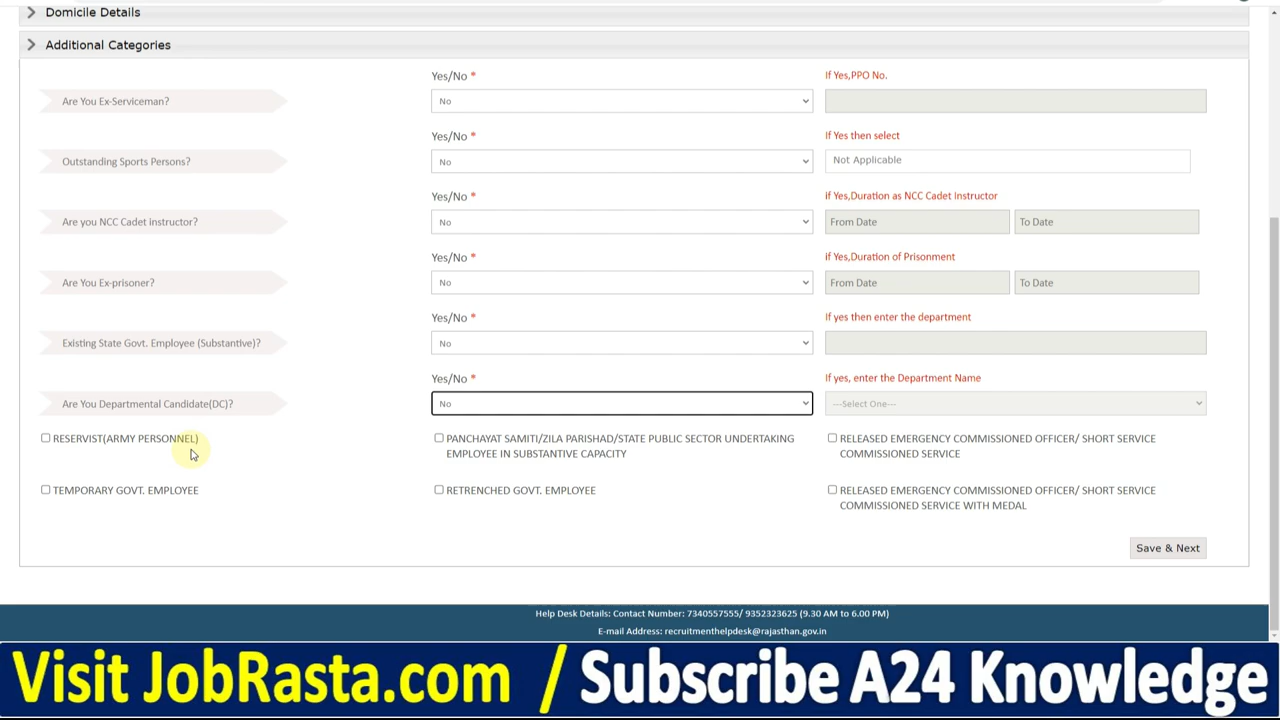 Domicile Details
Additional Categories
Yes/No *
If Yes,PPO No.
Are You Ex-Serviceman?
No
Yes/No *
If Yes then select
Outstanding Sports Persons?
No
Not Applicable
Yes/No *
if Yes,Duration as NCC Cadet Instructor
Are you NCC Cadet instructor?
No
From Date
To Date
Yes/No *
if Yes,Duration of Prisonment
Are You Ex-prisoner?
No
From Date
To Date
Yes/No *
If yes then enter the department
Existing State Govt. Employee (Substantive)?
No
Yes/No *
If yes, enter the Department Name
Are You Departmental Candidate(DC)?
No
---Select One---
RESERVIST(ARMY PERSONNEL)
PANCHAYAT SAMITI/ZILA PARISHAD/STATE PUBLIC SECTOR UNDERTAKING
EMPLOYEE IN SUBSTANTIVE CAPACITY
RELEASED EMERGENCY COMMISSIONED OFFICER/ SHORT SERVICE
COMMISSIONED SERVICE
TEMPORARY GOVT. EMPLOYEE
RETRENCHED GOVT. EMPLOYEE
RELEASED EMERGENCY COMMISSIONED OFFICER/ SHORT SERVICE
COMMISSIONED SERVICE WITH MEDAL
Save & Next
Help Desk Details: Contact Number: 7340557555/ 9352323625 (9.30 AM to 6.00 PM)
E-mail Address: recruitmenthelpdesk@rajasthan.gov.in
Visit JobRasta.com / Subscribe A24 Knowledge